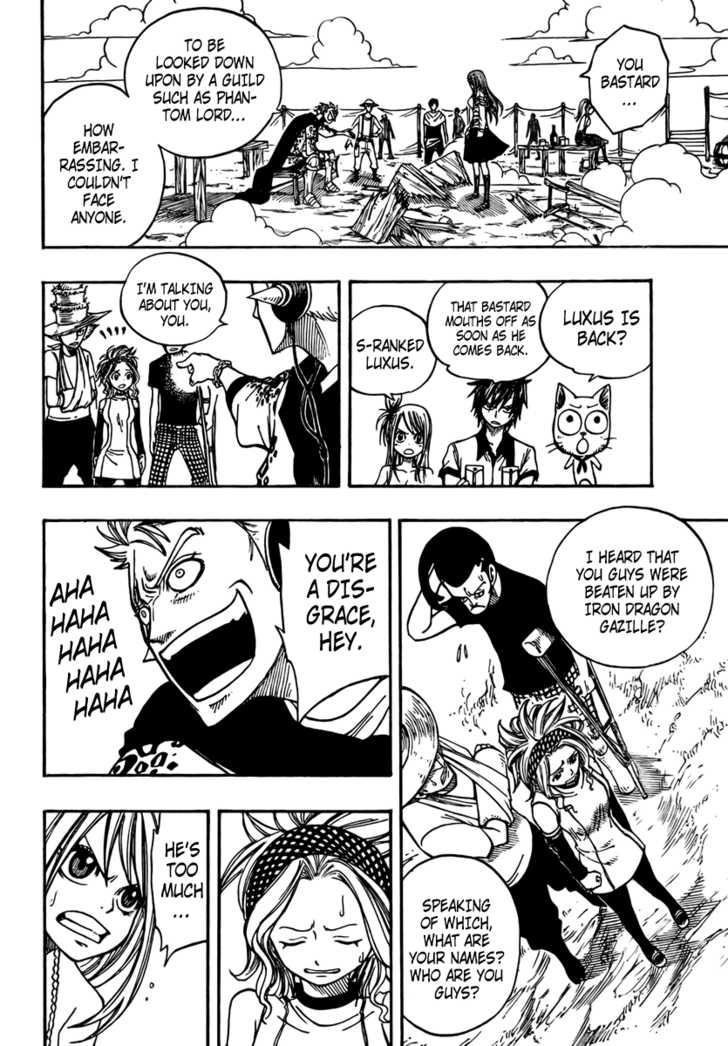 YOU
BASTARD
...
TO BE
LOOKED DOWN
UPON BY A GUILD
SUCH AS PHAN-
TOM LORD...
HOW
EMBAR-
RASSING. I
COULDN'T
FACE
ANYONE.
LUXUS IS
BACK?
THAT BASTARD
MOUTHS OFF AS
SOON AS HE
COMES BACK.
S-RANKED
LUXUS.
I'M TALKING
ABOUT YOU,
YOU.
I HEARD THAT
YOU GUYS WERE
BEATEN UP BY
IRON DRAGON
GAZILLE?
SPEAKING
OF WHICH,
WHAT ARE
YOUR NAMES?
WHO ARE YOU
GUYS?
YOU'RE
A DIS-
GRACE,
HEY.
AHA
HAHA
HAHA
HAHA
HAHA
HE'S
TOO
MUCH
...